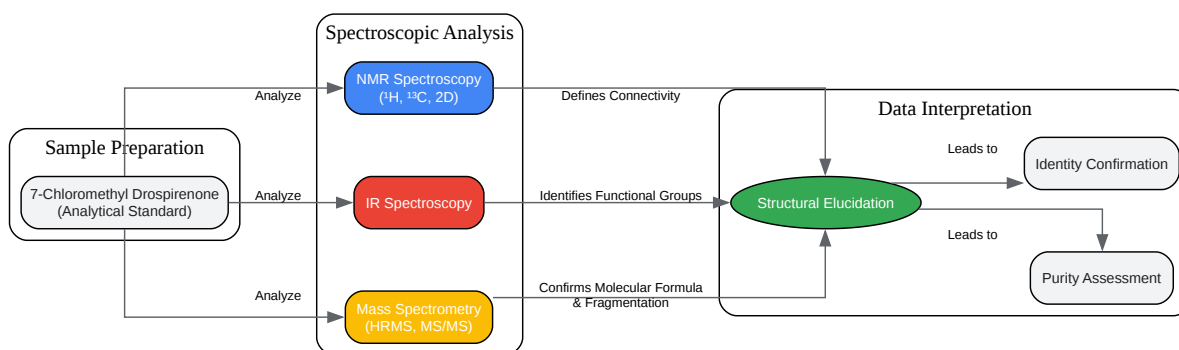 Spectroscopic Analysis
NMR Spectroscopy
(¹H, ¹³C, 2D)
Analyze
Defines Connectivity
Data Interpretation
Sample Preparation
Leads to
Identity Confirmation
7-Chloromethyl Drospirenone
(Analytical Standard)
Analyze
IR Spectroscopy
Identifies Functional Groups
Structural Elucidation
Leads to
Purity Assessment
Analyze
Mass Spectrometry
(HRMS, MS/MS)
Confirms Molecular Formula
& Fragmentation